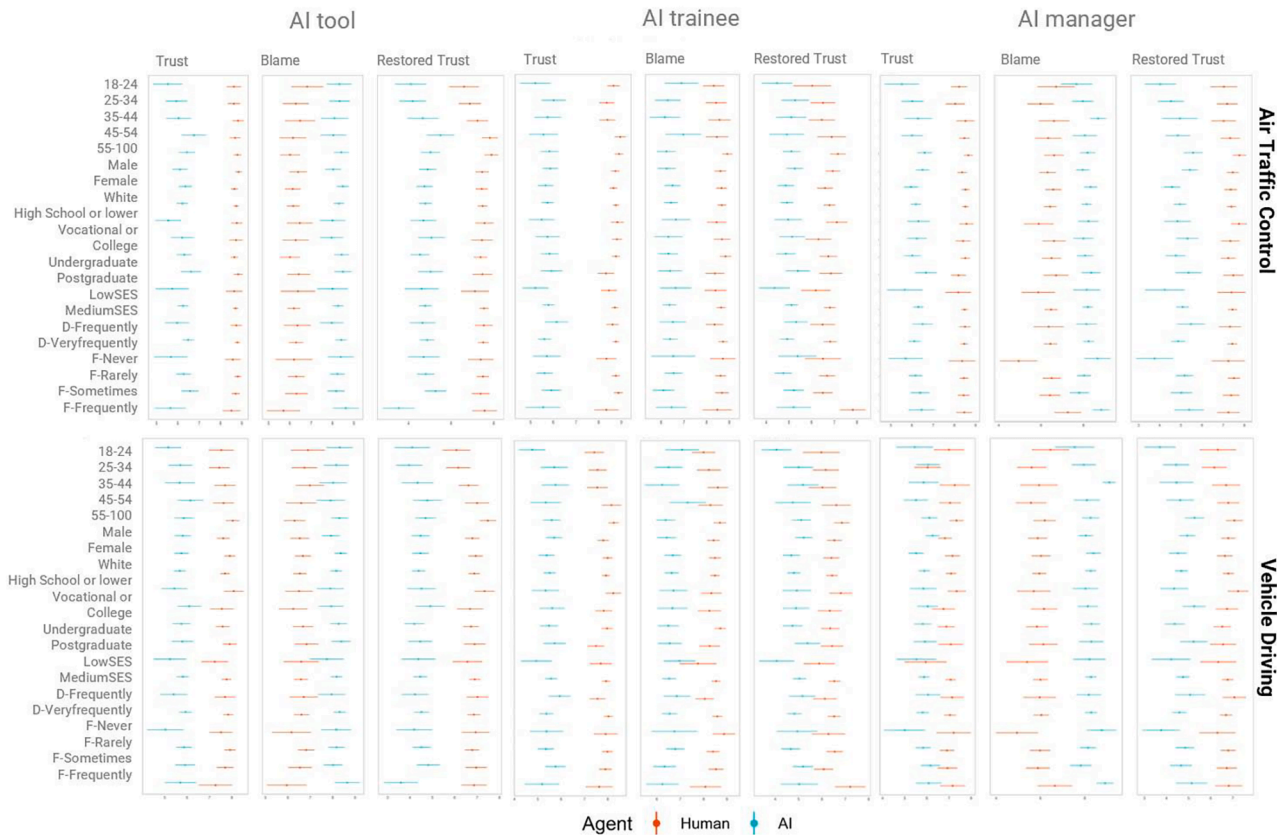 AI tool
AI trainee
AI manager
Trust
Blame
Restored Trust
Trust
Blame
Restored Trust
Trust
Blame
Restored Trust
18-24
25-34
35-44
45-54
55-100
Male
Female
White
High School or lower
Vocational or
College
Undergraduate
Postgraduate
LowSES
MediumSES
D-Frequently
D-Veryfrequently
F-Never
F-Rarely
F-Sometimes
F-Frequently
Air Traffic Control
18-24
25-34
35-44
45-54
55-100
Male
Female
White
High School or lower
Vocational or
College
Undergraduate
Postgraduate
LowSES
MediumSES
D-Frequently
D-Veryfrequently
F-Never
F-Rarely
F-Sometimes
F-Frequently
Vehicle Driving
Agent Human AI